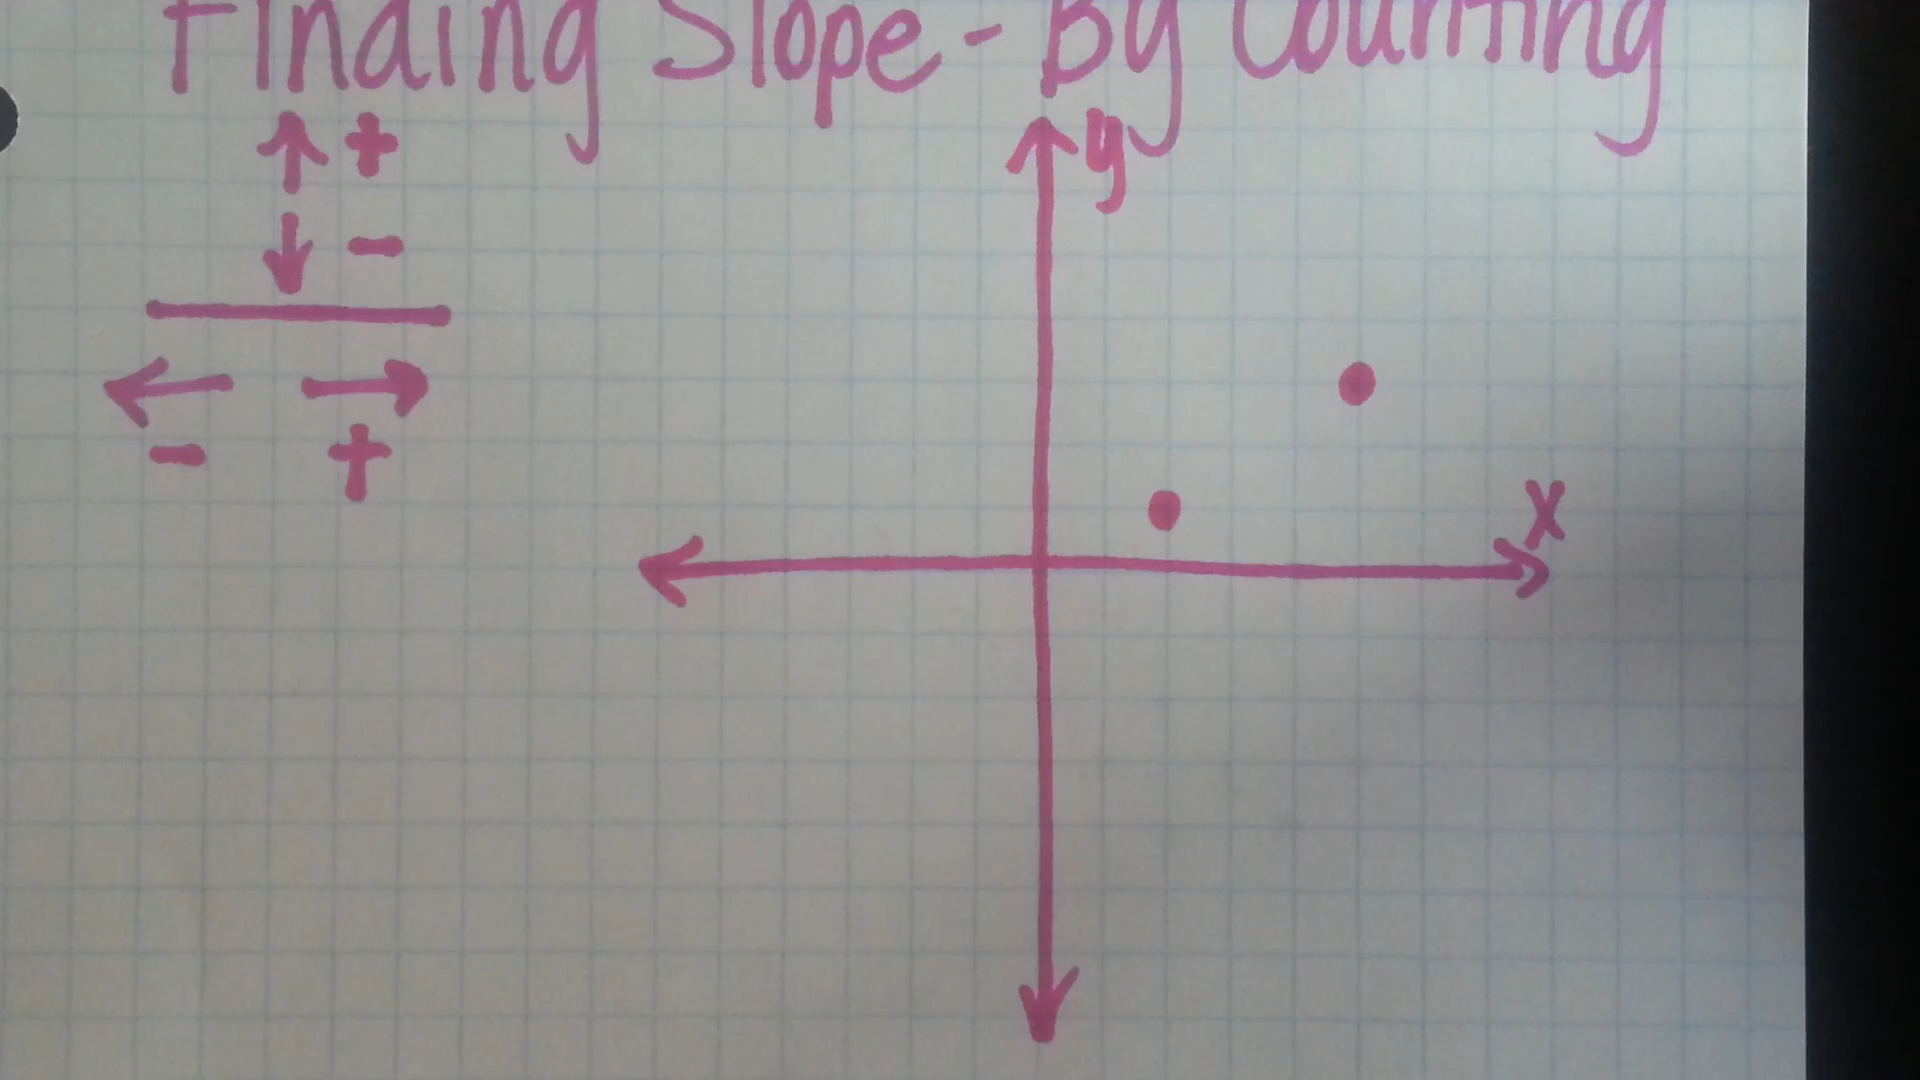 Finding Slope - By Counting
+
-
- +
y
x